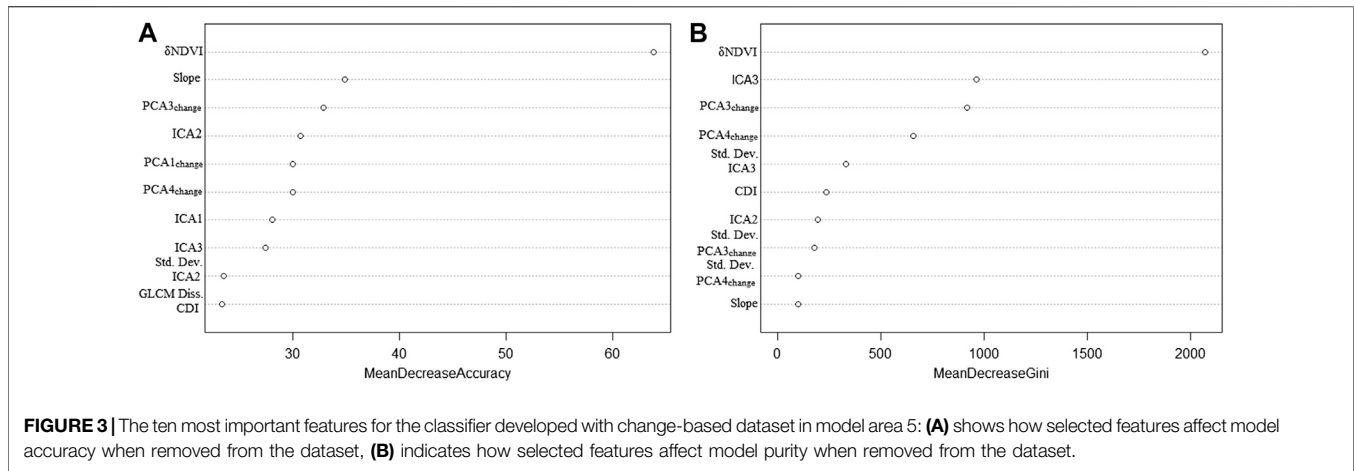 A
δNDVI
Slope
PCA3change
ICA2
PCA1change
PCA4change
ICA1
ICA3
Std. Dev.
ICA2
GLCM Diss.
CDI
30 40 50 60
MeanDecreaseAccuracy
B
δNDVI
ICA3
PCA3change
PCA4change
Std. Dev.
ICA3
CDI
ICA2
Std. Dev.
PCA3change
Std. Dev.
PCA4change
Slope
0 500 1000 1500 2000
MeanDecreaseGini
FIGURE 3 | The ten most important features for the classifier developed with change-based dataset in model area 5: (A) shows how selected features affect model
accuracy when removed from the dataset, (B) indicates how selected features affect model purity when removed from the dataset.